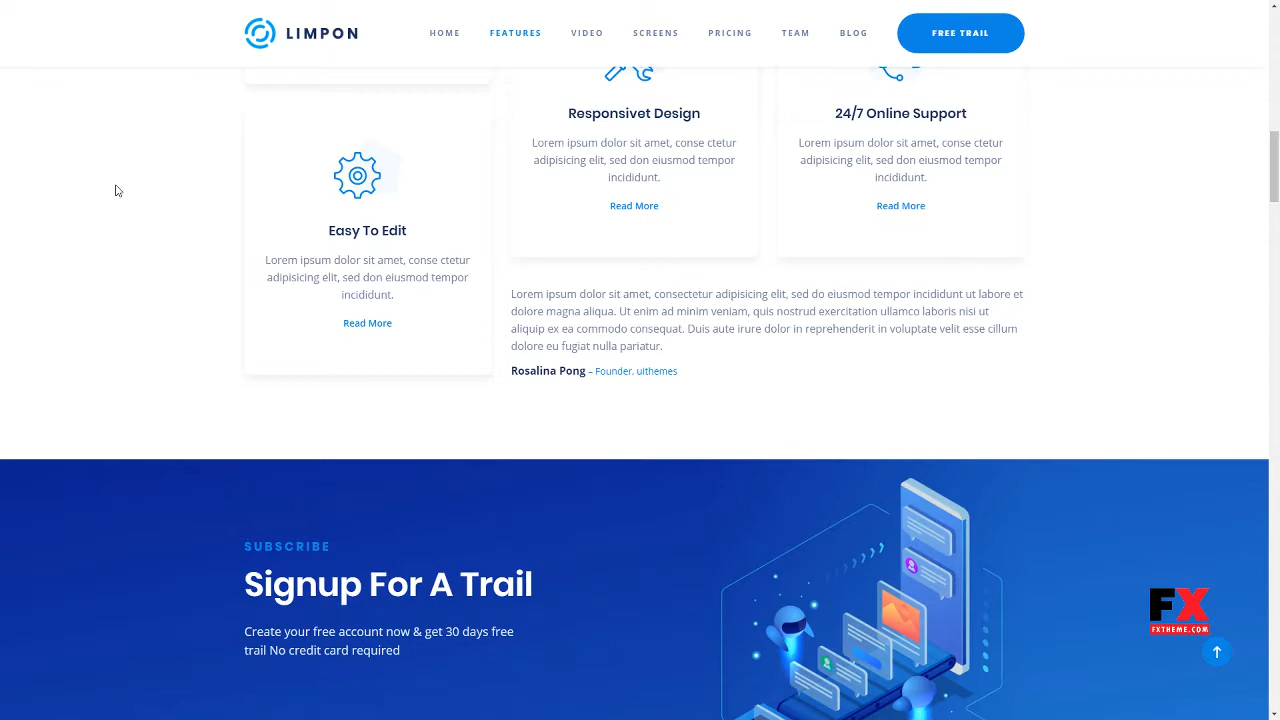 LIMPON
HOME FEATURES VIDEO SCREENS PRICING TEAM BLOG FREE TRAIL
Responsivet Design
Lorem ipsum dolor sit amet, conse ctetur
adipisicing elit, sed don eiusmod tempor
incididunt.
Read More
24/7 Online Support
Lorem ipsum dolor sit amet, conse ctetur
adipisicing elit, sed don eiusmod tempor
incididunt.
Read More
Easy To Edit
Lorem ipsum dolor sit amet, conse ctetur
adipisicing elit, sed don eiusmod tempor
incididunt.
Read More
Lorem ipsum dolor sit amet, consectetur adipisicing elit, sed do eiusmod tempor incididunt ut labore et
dolore magna aliqua. Ut enim ad minim veniam, quis nostrud exercitation ullamco laboris nisi ut
aliquip ex ea commodo consequat. Duis aute irure dolor in reprehenderit in voluptate velit esse cillum
dolore eu fugiat nulla pariatur.
Rosalina Pong – Founder, uithemes
SUBSCRIBE
Signup For A Trail
Create your free account now & get 30 days free
trail No credit card required
FX
FXTHEME.COM